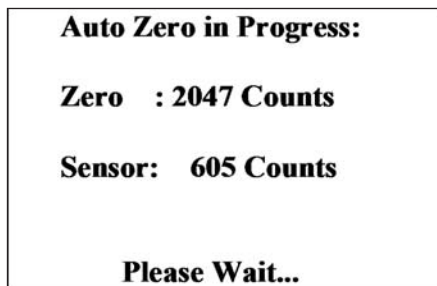 Auto Zero in Progress:
Zero : 2047 Counts
Sensor: 605 Counts
Please Wait...